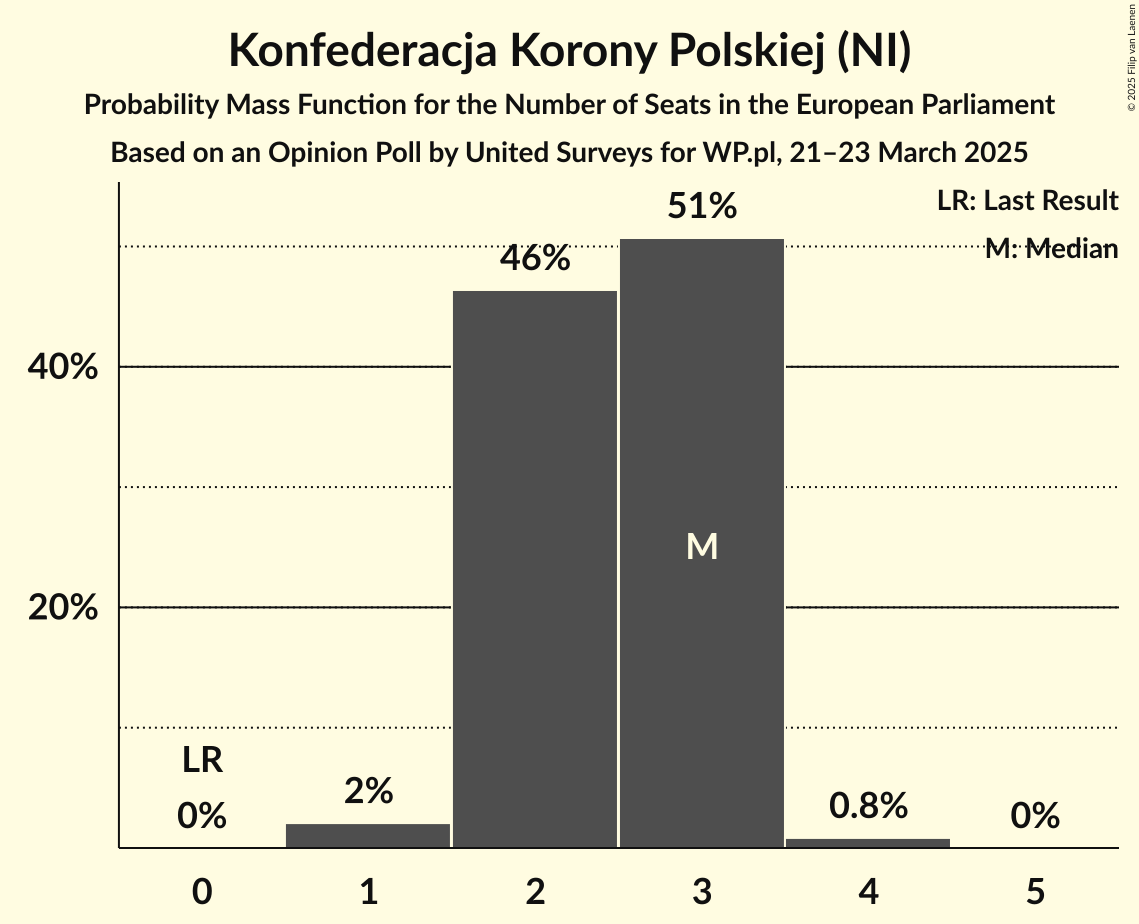 © 2025 Filip van Laenen
Konfederacja Korony Polskiej (NI)
Probability Mass Function for the Number of Seats in the European Parliament
Based on an Opinion Poll by United Surveys for WP.pl, 21–23 March 2025
LR: Last Result
M: Median
51%
46%
40%
20%
M
LR
0%
2%
0.8%
0%
0 1 2 3 4 5